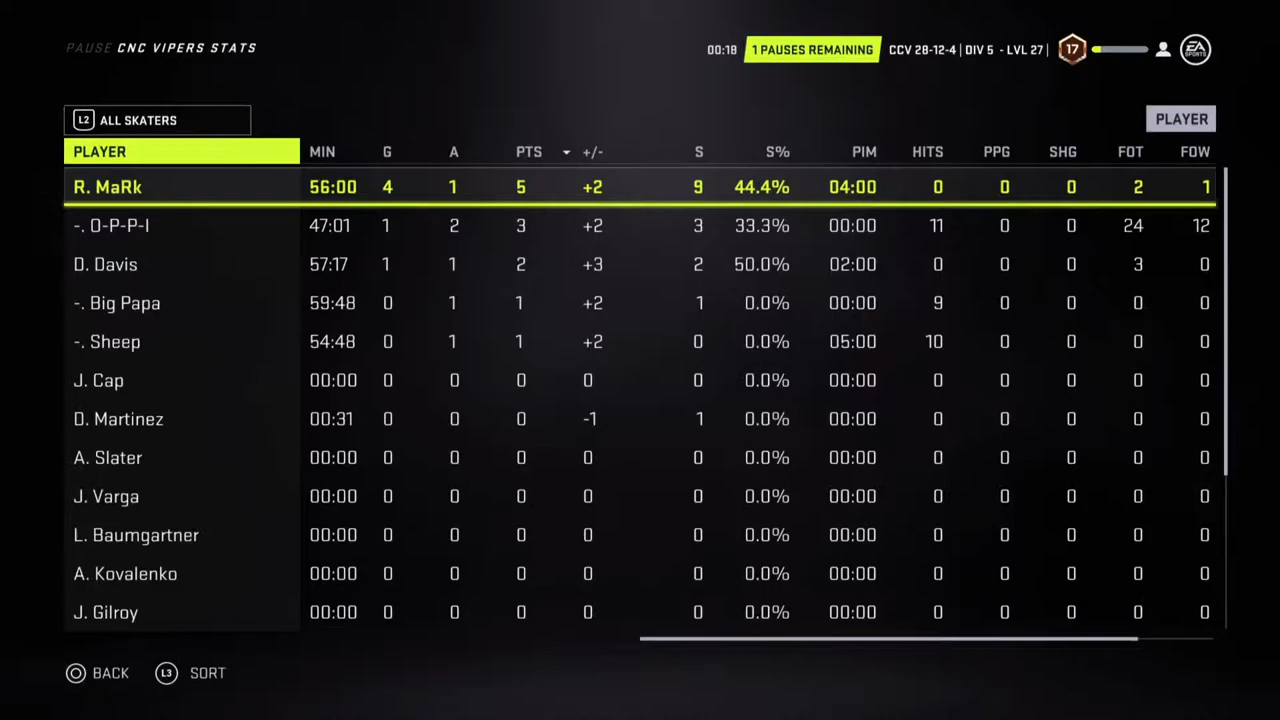 PAUSE CNC VIPERS STATS
00:18 1 PAUSES REMAINING CCV 28-12-4 | DIV 5 - LVL 27 | 17 EA SPORTS
L2 ALL SKATERS
PLAYER
PLAYER MIN G A PTS +/- S S% PIM HITS PPG SHG FOT FOW
R. MaRk 56:00 4 1 5 +2 9 44.4% 04:00 0 0 0 2 1
-. O-P-P-I 47:01 1 2 3 +2 3 33.3% 00:00 11 0 0 24 12
D. Davis 57:17 1 1 2 +3 2 50.0% 02:00 0 0 0 3 0
-. Big Papa 59:48 0 1 1 +2 1 0.0% 00:00 9 0 0 0 0
-. Sheep 54:48 0 1 1 +2 0 0.0% 05:00 10 0 0 0 0
J. Cap 00:00 0 0 0 0 0 0.0% 00:00 0 0 0 0 0
D. Martinez 00:31 0 0 0 -1 1 0.0% 00:00 0 0 0 0 0
A. Slater 00:00 0 0 0 0 0 0.0% 00:00 0 0 0 0 0
J. Varga 00:00 0 0 0 0 0 0.0% 00:00 0 0 0 0 0
L. Baumgartner 00:00 0 0 0 0 0 0.0% 00:00 0 0 0 0 0
A. Kovalenko 00:00 0 0 0 0 0 0.0% 00:00 0 0 0 0 0
J. Gilroy 00:00 0 0 0 0 0 0.0% 00:00 0 0 0 0 0
BACK L3 SORT